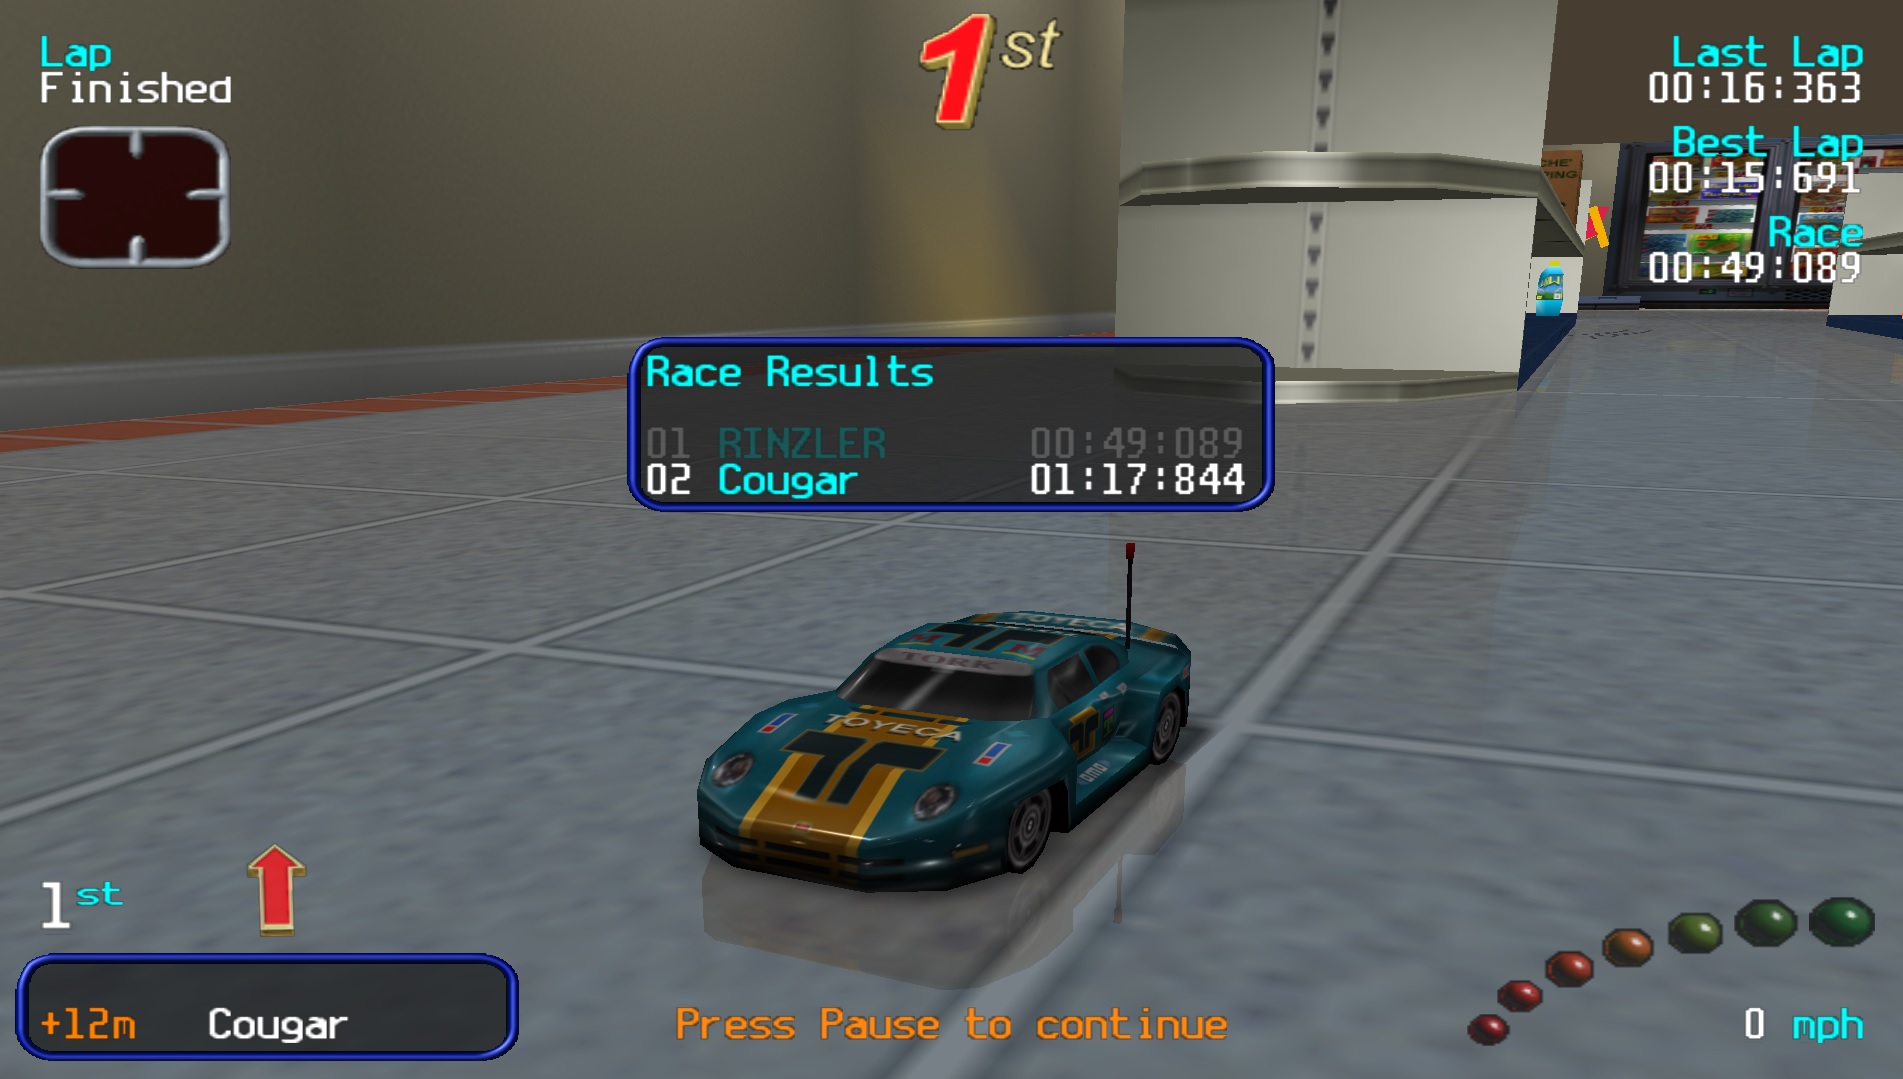 Lap
Finished
1st
Last Lap
00:16:363
Best Lap
00:15:691
Race
00:49:089
Race Results
01 RINZLER 00:49:089
02 Cougar 01:17:844
TOYECA
M M
TORK
TOYECA
1st
+12m Cougar
Press Pause to continue
0 mph